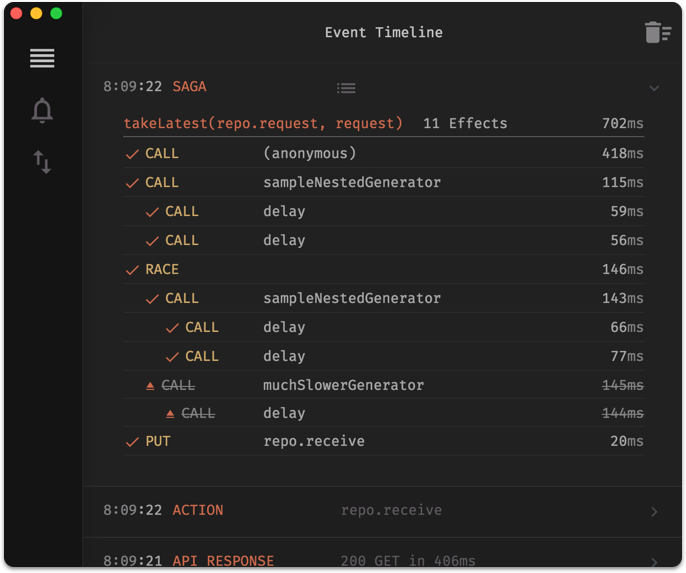 Event Timeline
8:09:22 SAGA
takeLatest(repo.request, request) 11 Effects 702ms
CALL (anonymous) 418ms
CALL sampleNestedGenerator 115ms
CALL delay 59ms
CALL delay 56ms
RACE 146ms
CALL sampleNestedGenerator 143ms
CALL delay 66ms
CALL delay 77ms
CALL muchSlowerGenerator 145ms
CALL delay 144ms
PUT repo.receive 20ms
8:09:22 ACTION repo.receive
8:09:21 API RESPONSE 200 GET in 406ms